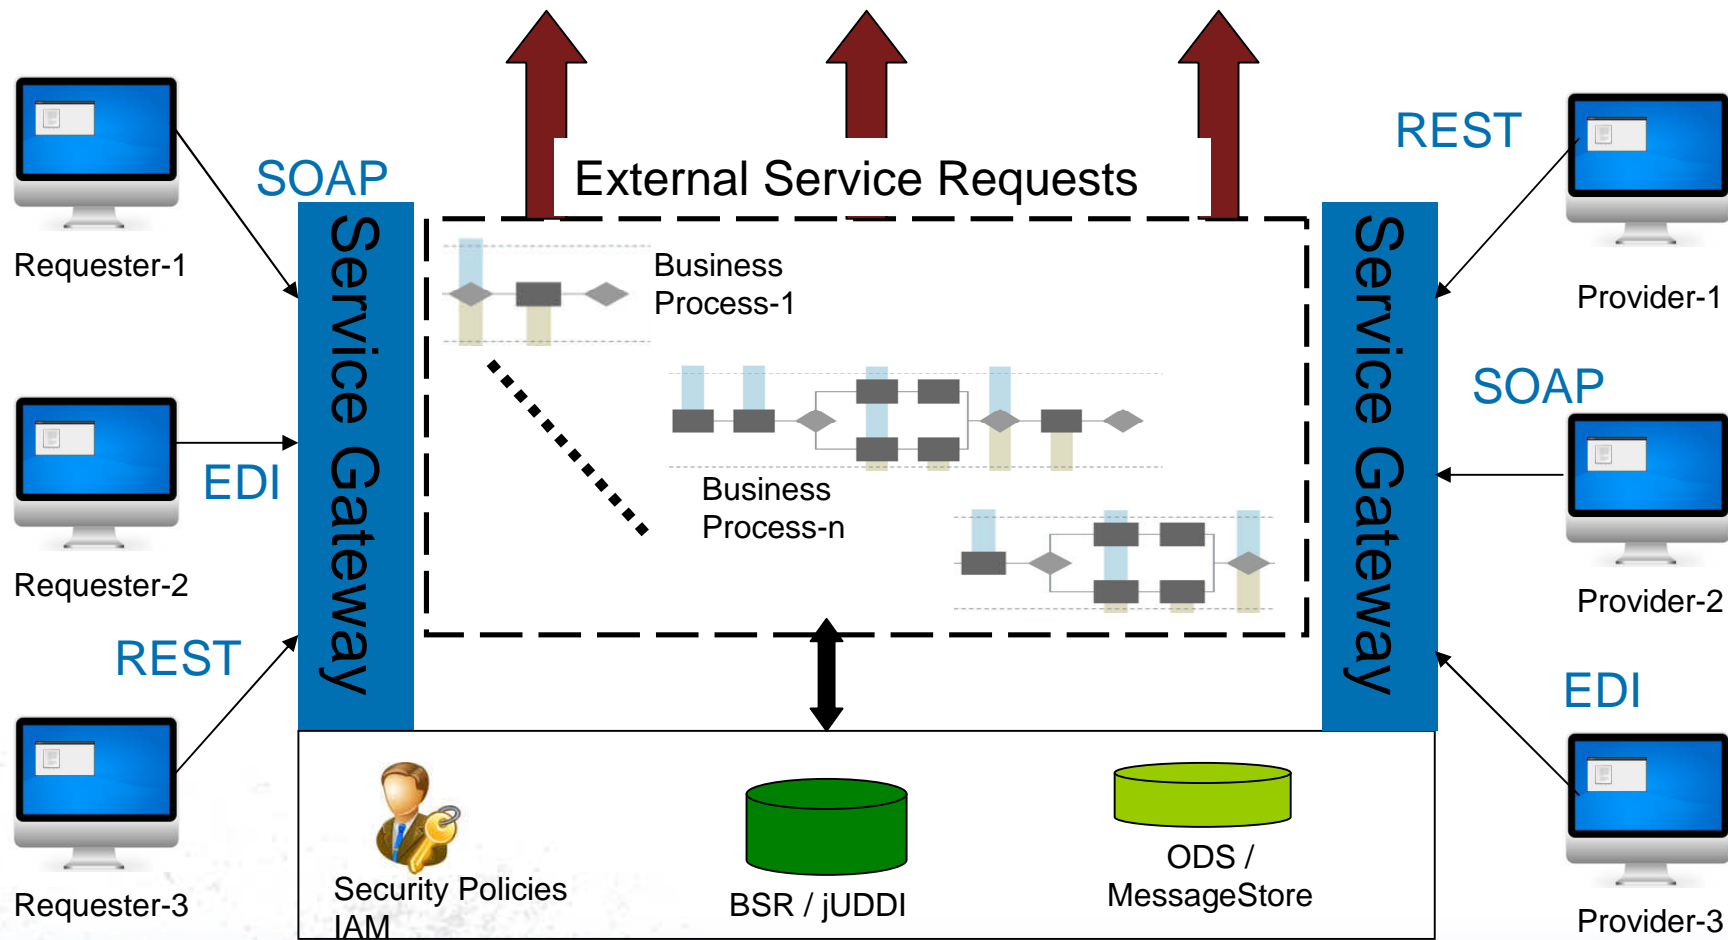 REST
SOAP
External Service Requests
Requester-1
Service Gateway
Business
Process-1
Service Gateway
Provider-1
SOAP
EDI
Business
Process-n
Requester-2
Provider-2
REST
EDI
Requester-3
Security Policies
IAM
BSR / jUDDI
ODS /
MessageStore
Provider-3